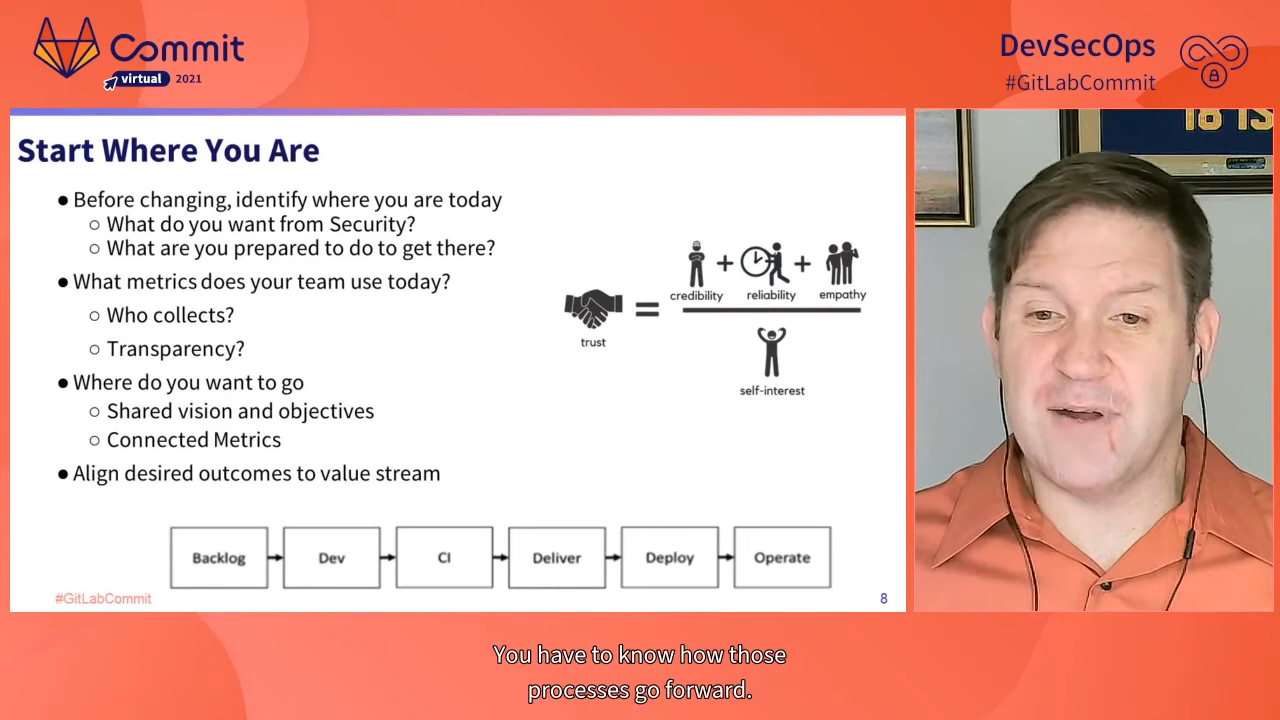 Commit
virtual 2021
DevSecOps
#GitLabCommit
Start Where You Are
● Before changing, identify where you are today
○ What do you want from Security?
○ What are you prepared to do to get there?
● What metrics does your team use today?
○ Who collects?
○ Transparency?
● Where do you want to go
○ Shared vision and objectives
○ Connected Metrics
● Align desired outcomes to value stream
trust
=
credibility + reliability + empathy
self-interest
Backlog
Dev
CI
Deliver
Deploy
Operate
#GitLabCommit
8
You have to know how those
processes go forward.